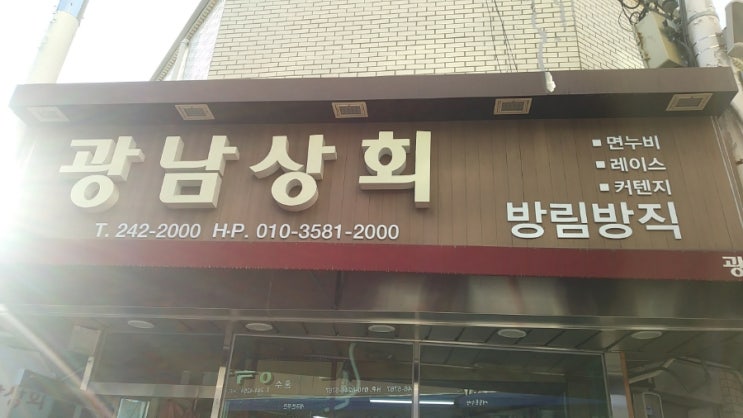 광남상회
T. 242-2000 H·P. 010-3581-2000
▪면누비
▪레이스
▪커텐지
방림방직
광